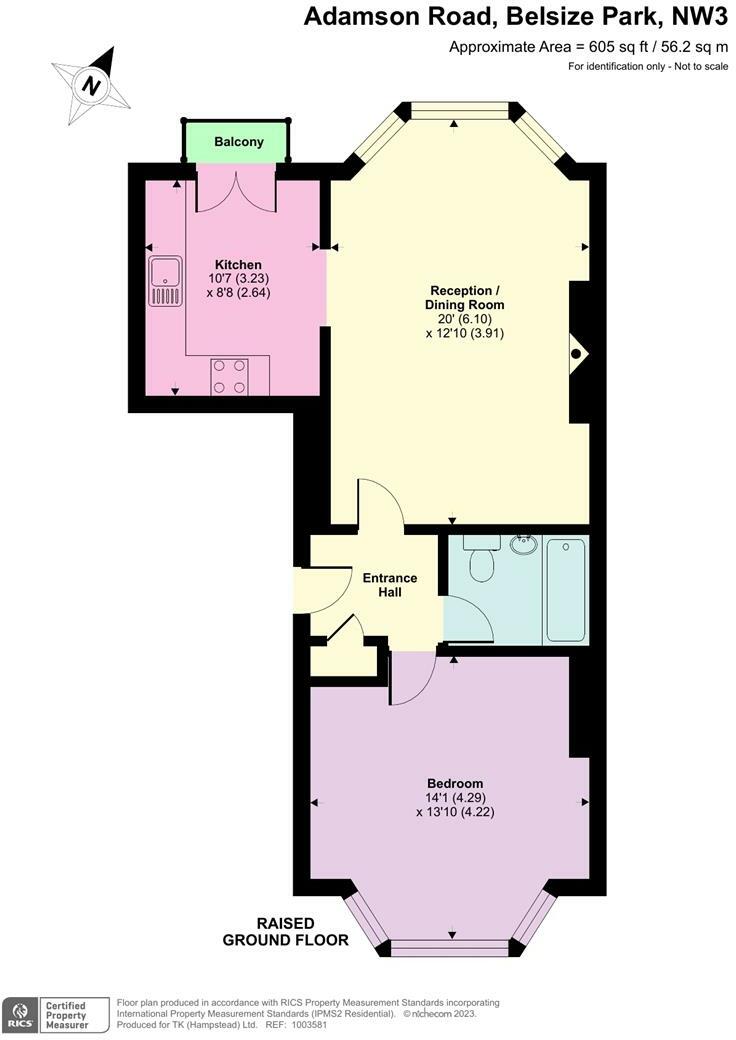 Adamson Road, Belsize Park, NW3
Approximate Area = 605 sq ft / 56.2 sq m
For identification only - Not to scale
N
Balcony
Kitchen
10'7 (3.23)
x 8'8 (2.64)
Reception /
Dining Room
20' (6.10)
x 12'10 (3.91)
Entrance
Hall
Bedroom
14'1 (4.29)
x 13'10 (4.22)
RAISED
GROUND FLOOR
RICS
Certified
Property
Measurer
Floor plan produced in accordance with RICS Property Measurement Standards incorporating
International Property Measurement Standards (IPMS2 Residential). © nichecom 2023.
Produced for TK (Hampstead) Ltd. REF: 1003581